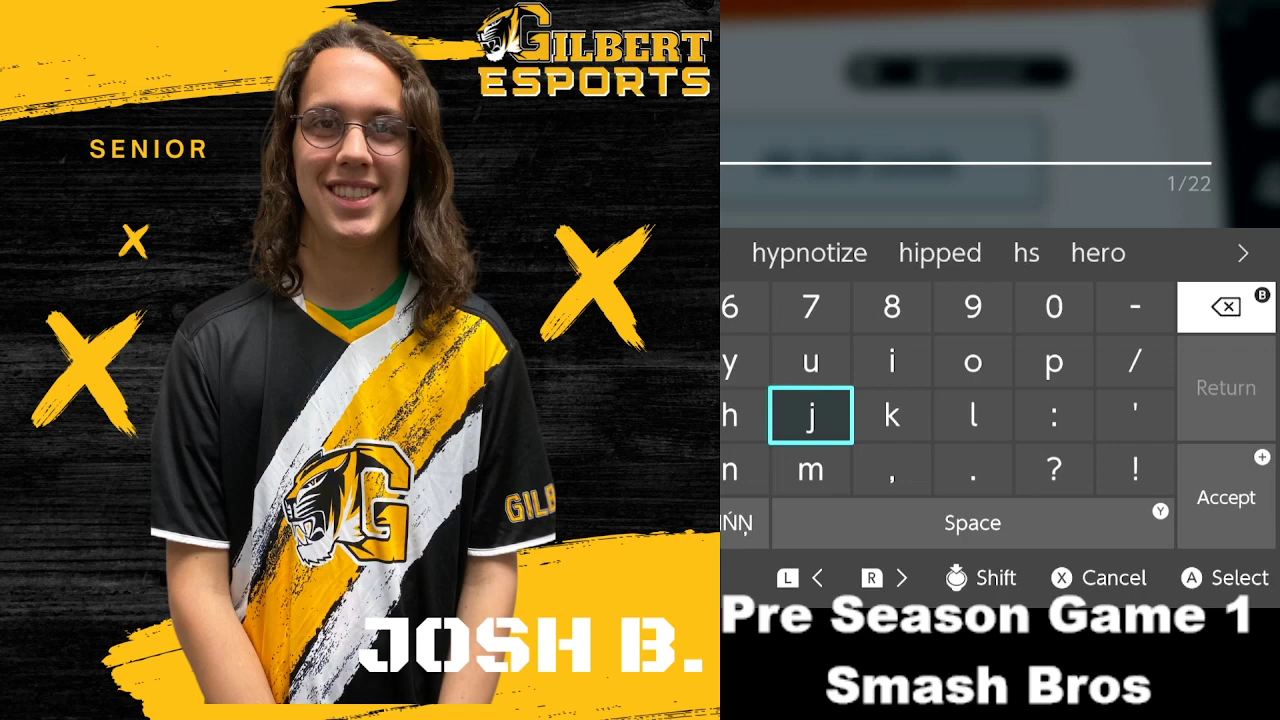 GILBERT
ESPORTS
SENIOR
G
GILB
JOSH B.
1/22
hypnotize hipped hs hero >
6 7 8 9 0 - B
y u i o p /
Return
h j k l : '
n m , . ? ! +
Accept
ŃŅ Space Y
L < R > Shift X Cancel A Select
Pre Season Game 1
Smash Bros